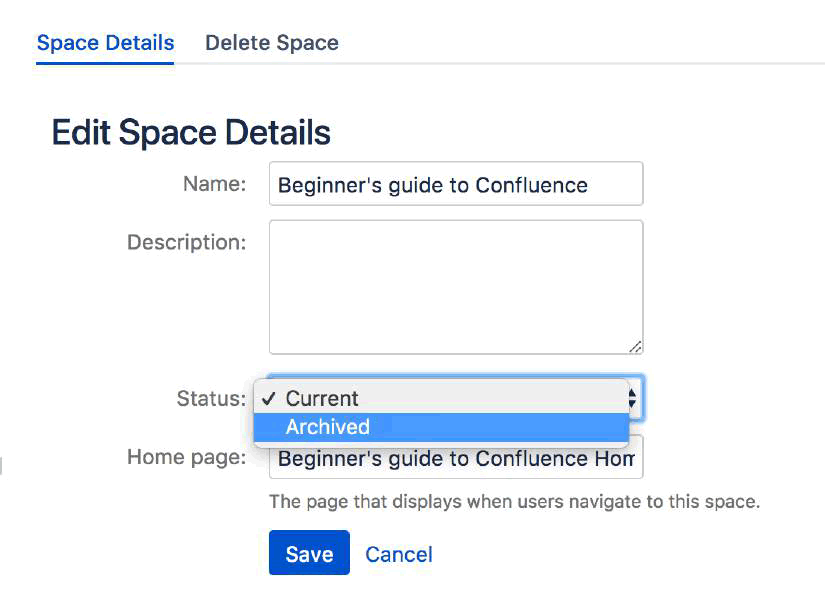 Space Details Delete Space
Edit Space Details
Name: Beginner's guide to Confluence
Description:
Status: ✓ Current
Archived
Home page: Beginner's guide to Confluence Hom
The page that displays when users navigate to this space.
Save Cancel